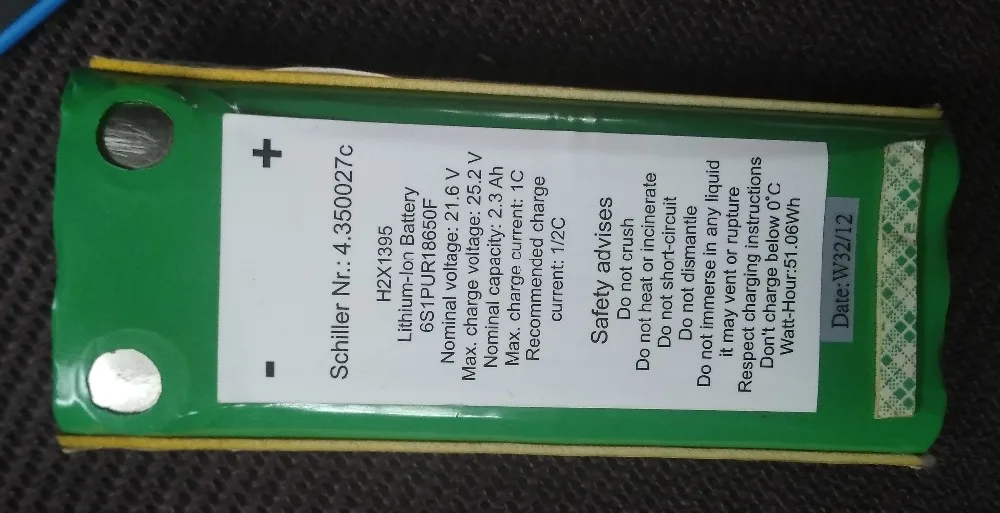 +
-
Schiller Nr.: 4.350027c
H2X1395
Lithium-Ion Battery
6S1PUR18650F
Nominal voltage: 21.6 V
Max. charge voltage: 25.2 V
Nominal capacity: 2.3 Ah
Max. charge current: 1C
Recommended charge
current: 1/2C
Safety advises
Do not crush
Do not heat or incinerate
Do not short-circuit
Do not dismantle
Do not immerse in any liquid
it may vent or rupture
Respect charging instructions
Don't charge below 0°C
Watt-Hour:51.06Wh
Date:W32/12